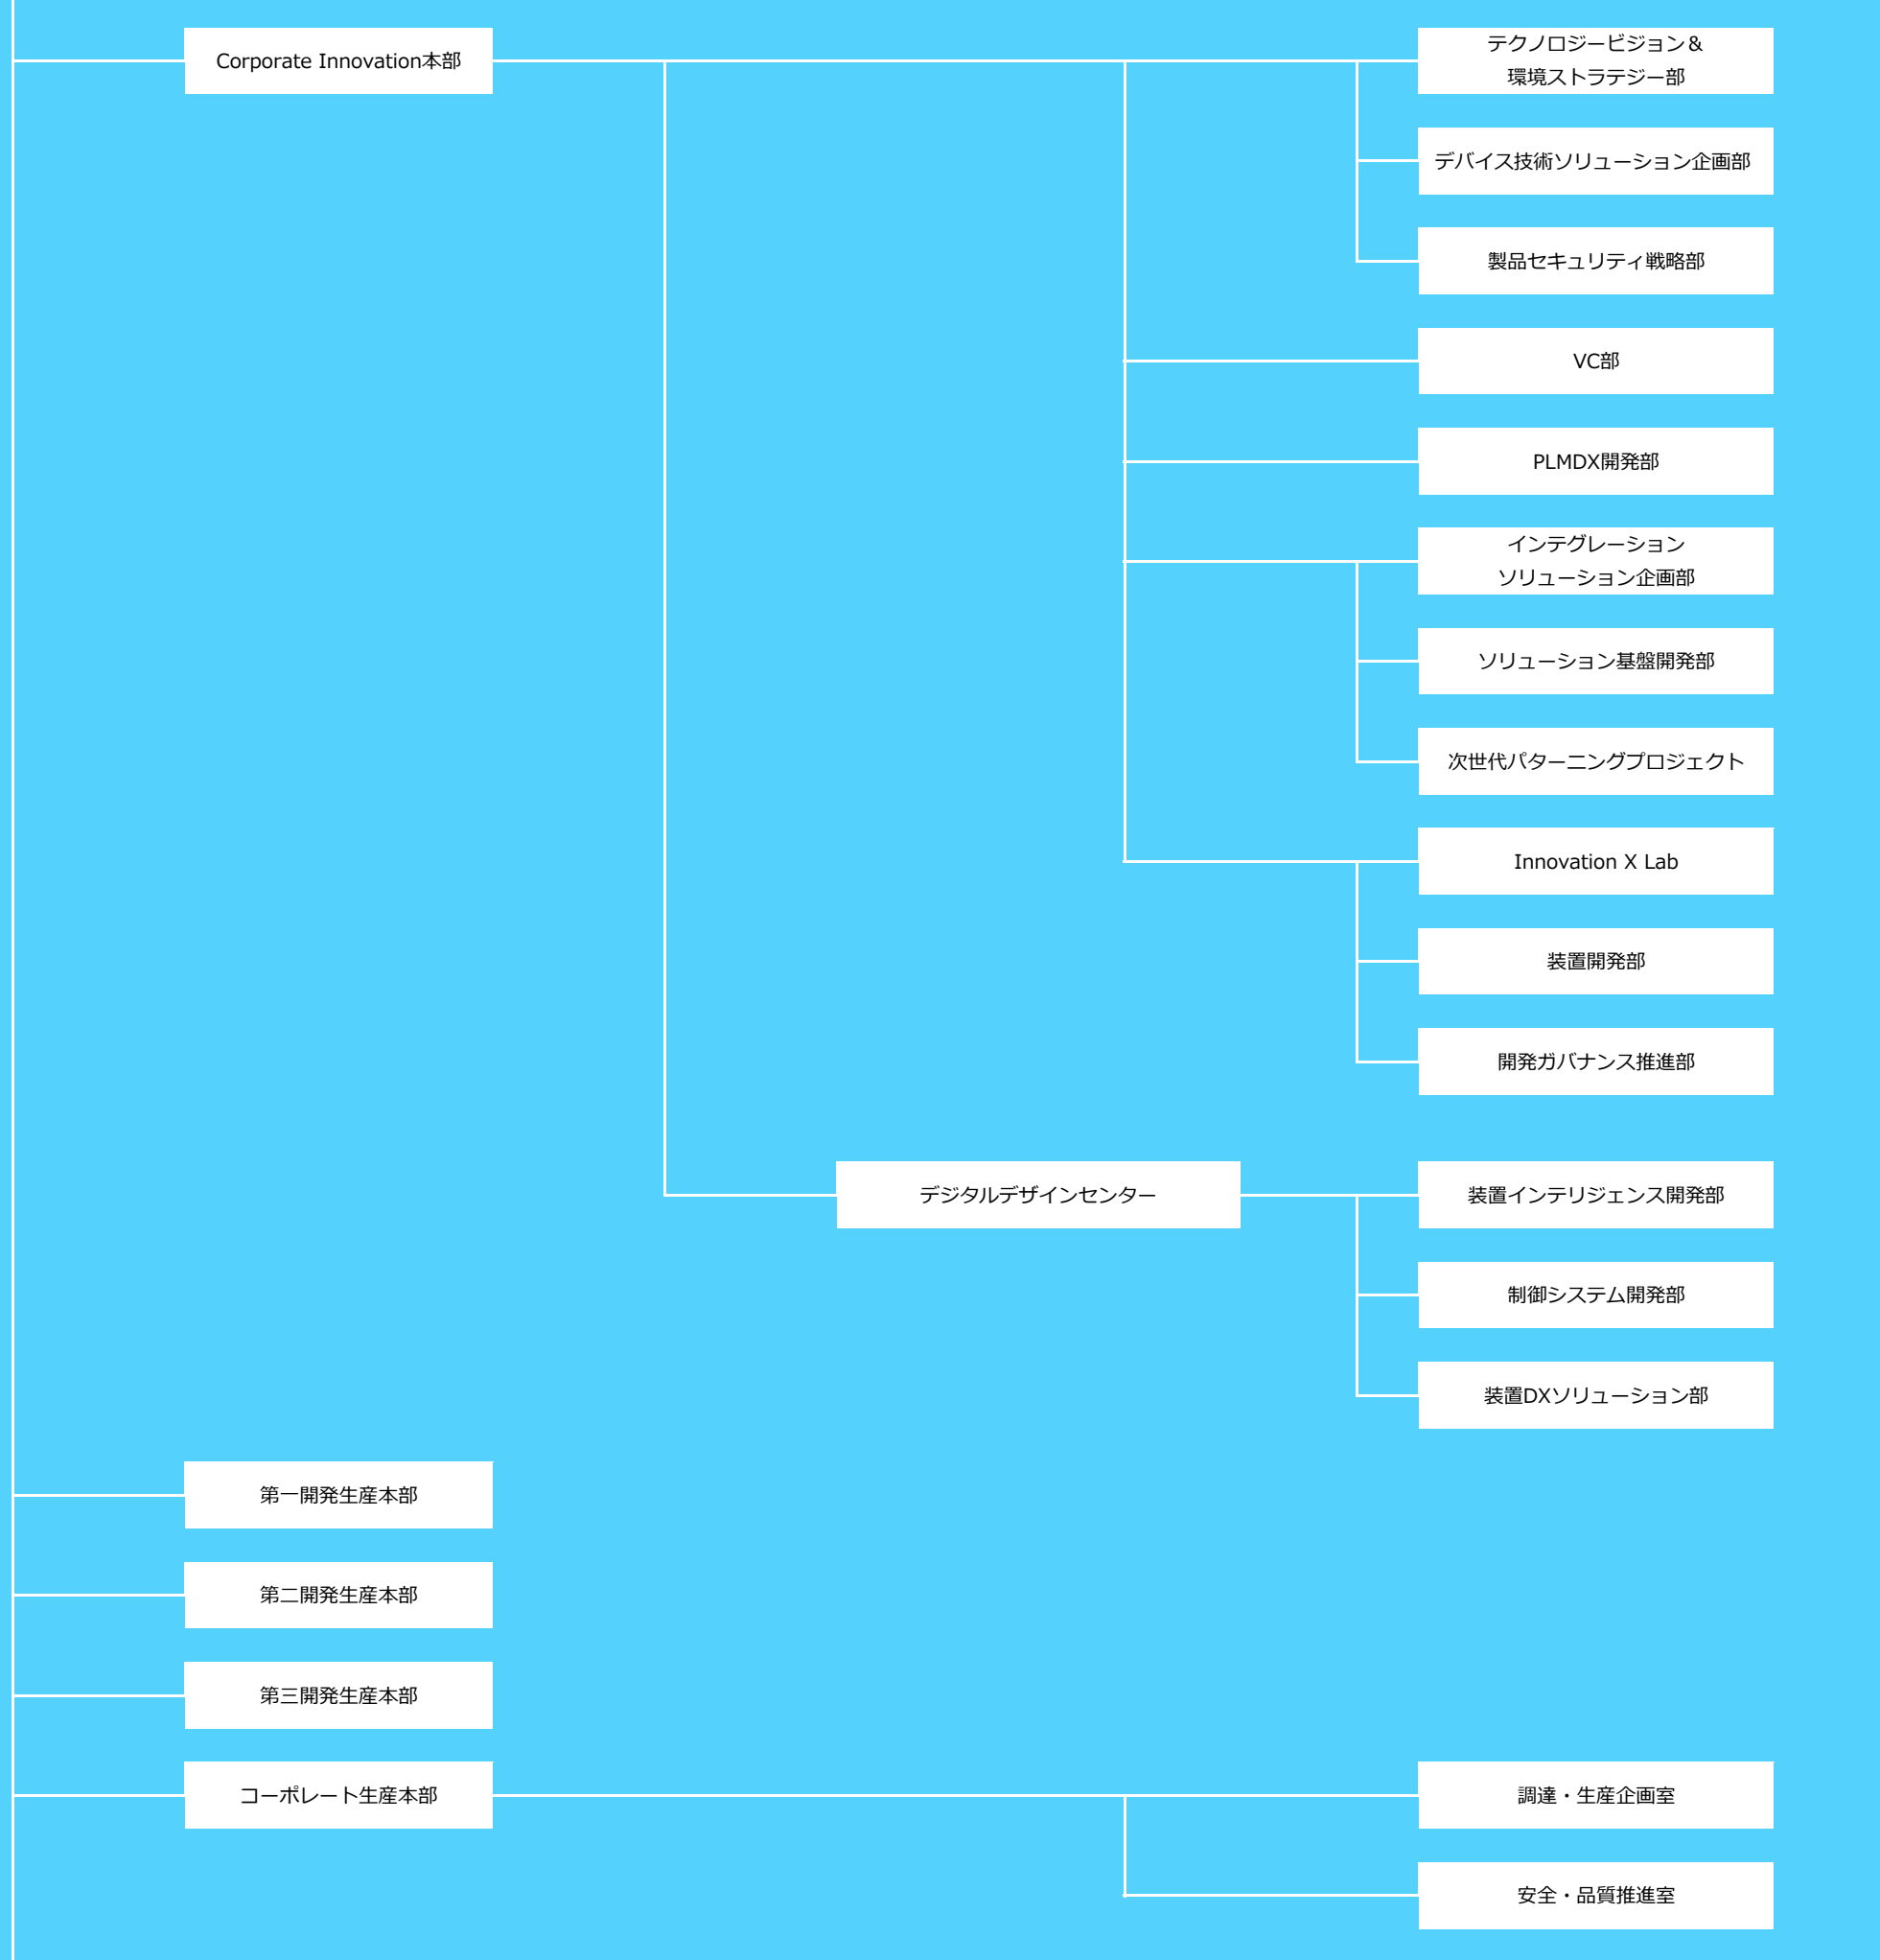 Corporate Innovation本部
テクノロジービジョン＆
環境ストラテジー部
デバイス技術ソリューション企画部
製品セキュリティ戦略部
VC部
PLMDX開発部
インテグレーション
ソリューション企画部
ソリューション基盤開発部
次世代パターニングプロジェクト
Innovation X Lab
装置開発部
開発ガバナンス推進部
デジタルデザインセンター
装置インテリジェンス開発部
制御システム開発部
装置DXソリューション部
第一開発生産本部
第二開発生産本部
第三開発生産本部
コーポレート生産本部
調達・生産企画室
安全・品質推進室